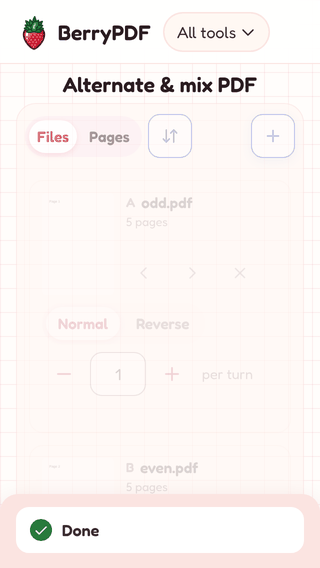 BerryPDF
All tools
Alternate & mix PDF
Files Pages
A odd.pdf
5 pages
Normal Reverse
1 per turn
B even.pdf
5 pages
Done